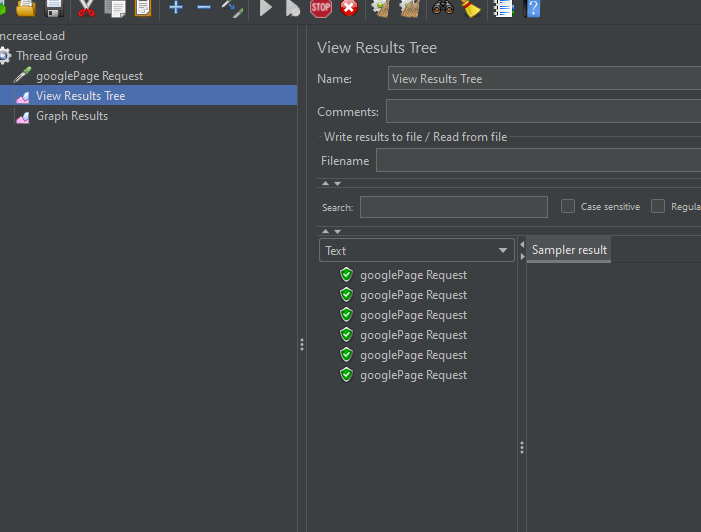 STOP
ncreaseLoad
Thread Group
googlePage Request
View Results Tree
Graph Results
View Results Tree
Name: View Results Tree
Comments:
Write results to file / Read from file
Filename
Search: Case sensitive Regula
Text
Sampler result
googlePage Request
googlePage Request
googlePage Request
googlePage Request
googlePage Request
googlePage Request